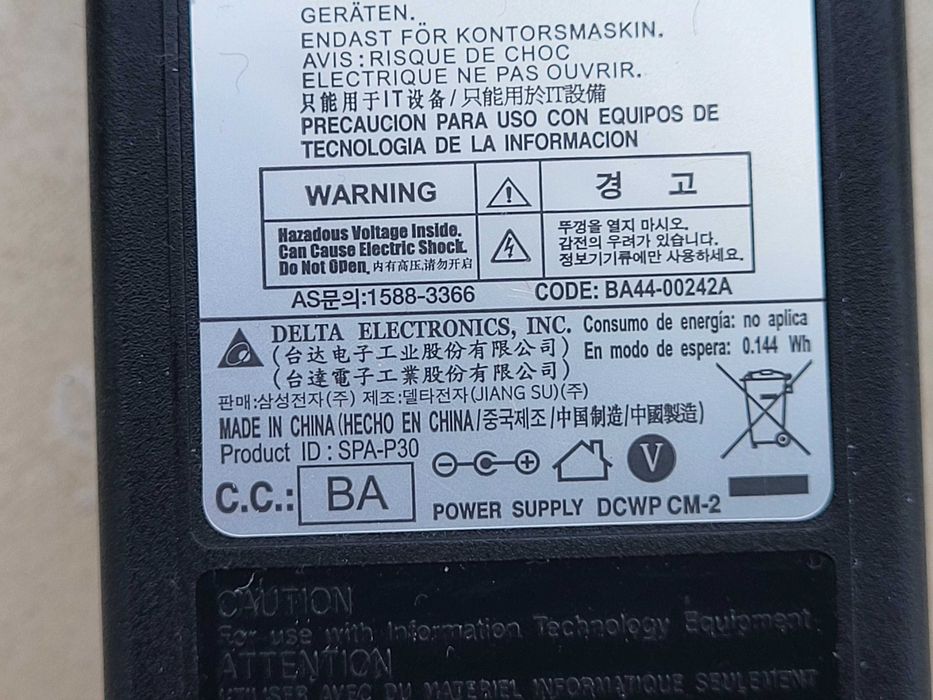 GERÄTEN.
ENDAST FÖR KONTORSMASKIN.
AVIS : RISQUE DE CHOC
ELECTRIQUE NE PAS OUVRIR.
只能用于IT设备/只能用於IT設備
PRECAUCION PARA USO CON EQUIPOS DE
TECNOLOGIA DE LA INFORMACION
WARNING
경 고
Hazadous Voltage Inside.
Can Cause Electric Shock.
Do Not Open. 内有高压,请勿开启
뚜껑을 열지 마시오.
감전의 우려가 있습니다.
정보기기류에만 사용하세요.
AS문의:1588-3366
CODE: BA44-00242A
DELTA ELECTRONICS, INC.
(台达电子工业股份有限公司)
(台達電子工業股份有限公司)
Consumo de energía: no aplica
En modo de espera: 0.144 Wh
판매:삼성전자(주) 제조:델타전자(JIANG SU)(주)
MADE IN CHINA (HECHO EN CHINA/중국제조/中国制造/中國製造)
Product ID : SPA-P30
V
C.C.: BA
POWER SUPPLY DCWP CM-2
CAUTION
For use with Information Technology Equipment
ATTENTION
UTILISER AVEC DU MATERIEL INFORMATIQUE SEULEMENT